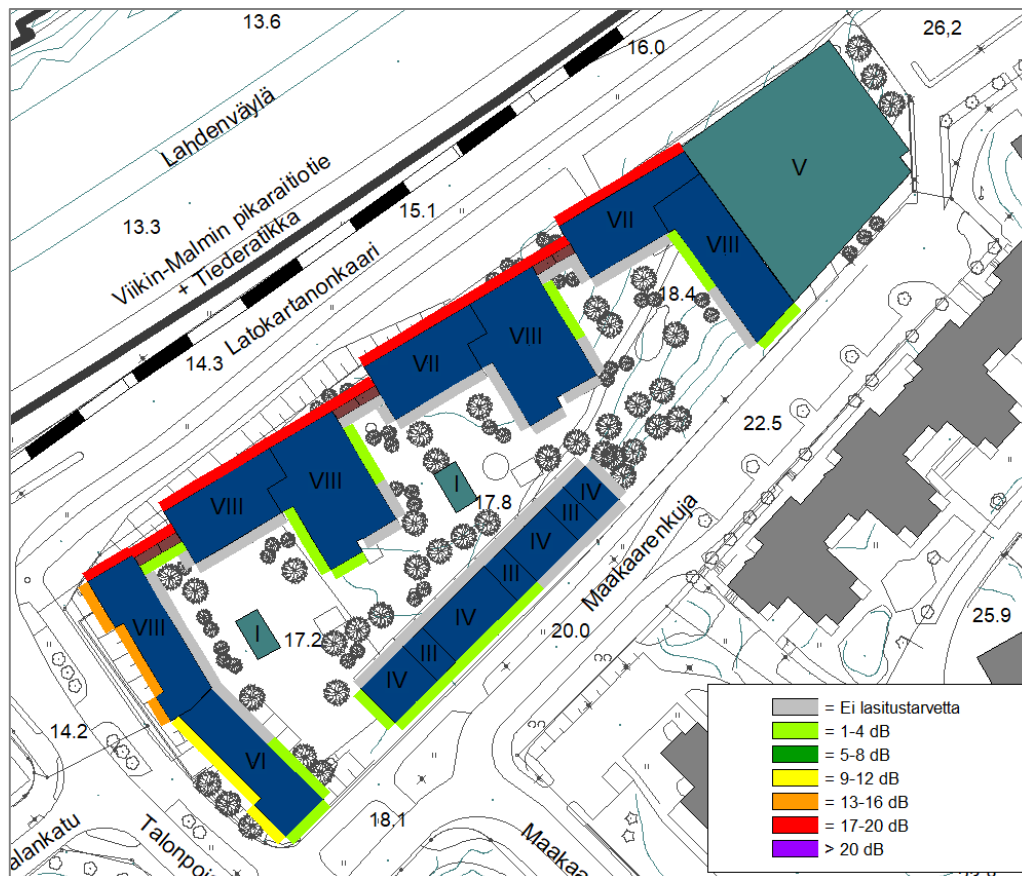 13.6
26,2
16.0
Lahdenväylä
V
13.3
Viikin-Malmin pikaraitiotie
+ Tiederatikka
15.1
VII
VIII
Latokartanonkaari
18.4
14.3
VII
VIII
22.5
VIII
VIII
I
17.8
IV
III
IV
Maakaarenkuja
III
VIII
I
17.2
IV
20.0
III
25.9
IV
14.2
VI
18,1
alankatu
Talonpoj
Maakaa
= Ei lasitustarvetta
= 1-4 dB
= 5-8 dB
= 9-12 dB
= 13-16 dB
= 17-20 dB
> 20 dB